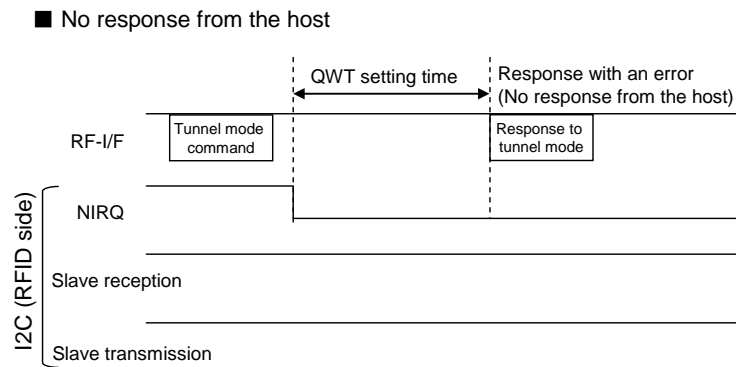 ■ No response from the host
QWT setting time
Response with an error
(No response from the host)
RF-I/F
Tunnel mode
command
Response to
tunnel mode
I2C (RFID side)
NIRQ
Slave reception
Slave transmission